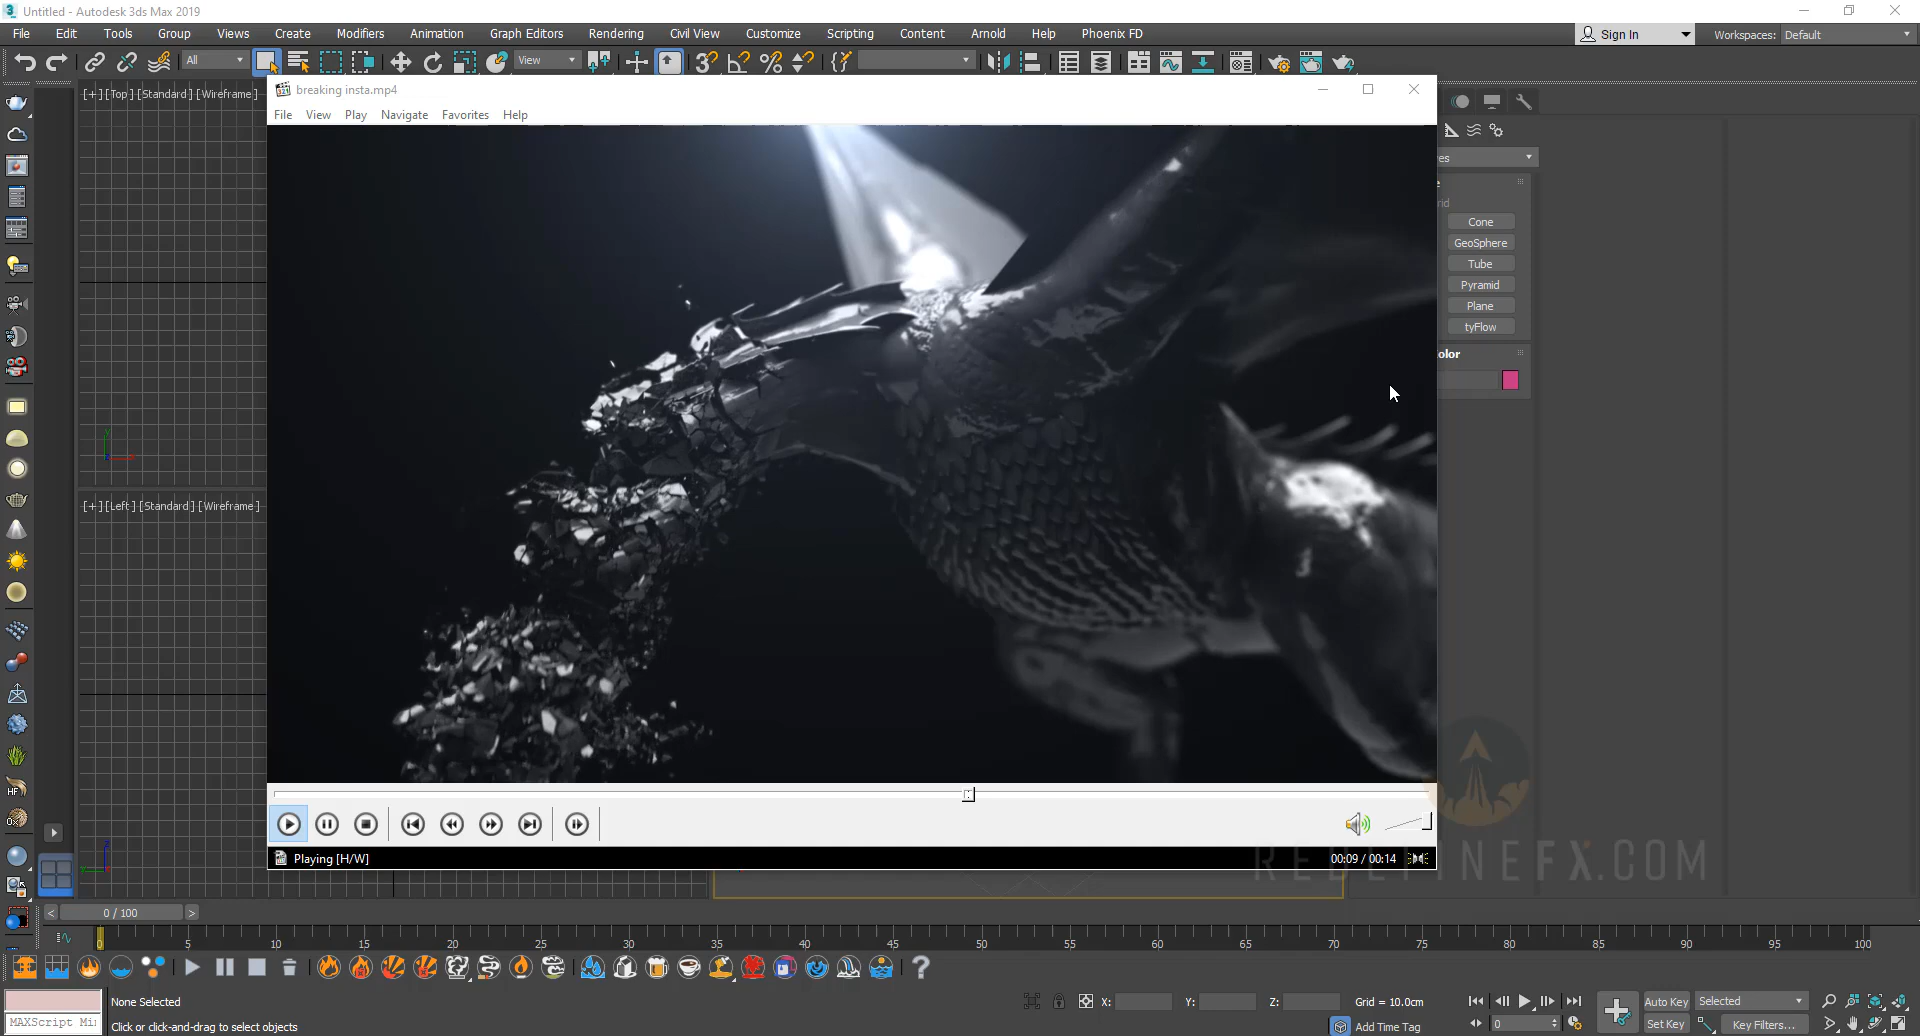 Untitled - Autodesk 3ds Max 2019
File Edit Tools Group Views Create Modifiers Animation Graph Editors Rendering Civil View Customize Scripting Content Arnold Help Phoenix FD Sign In Workspaces: Default
All View
[+][Top][Standard][Wireframe]
breaking insta.mp4
File View Play Navigate Favorites Help
es
e
rid
Cone
GeoSphere
Tube
Pyramid
Plane
tyFlow
olor
[+][Left][Standard][Wireframe]
Playing [H/W] 00:09 / 00:14
REDEFINEFX.COM
< 0 / 100 >
0 5 10 15 20 25 30 35 40 45 50 55 60 65 70 75 80 85 90 95 100
None Selected X: Y: Z: Grid = 10.0cm Auto Key Selected
MAXScript Mi Click or click-and-drag to select objects Add Time Tag 0 Set Key Key Filters...